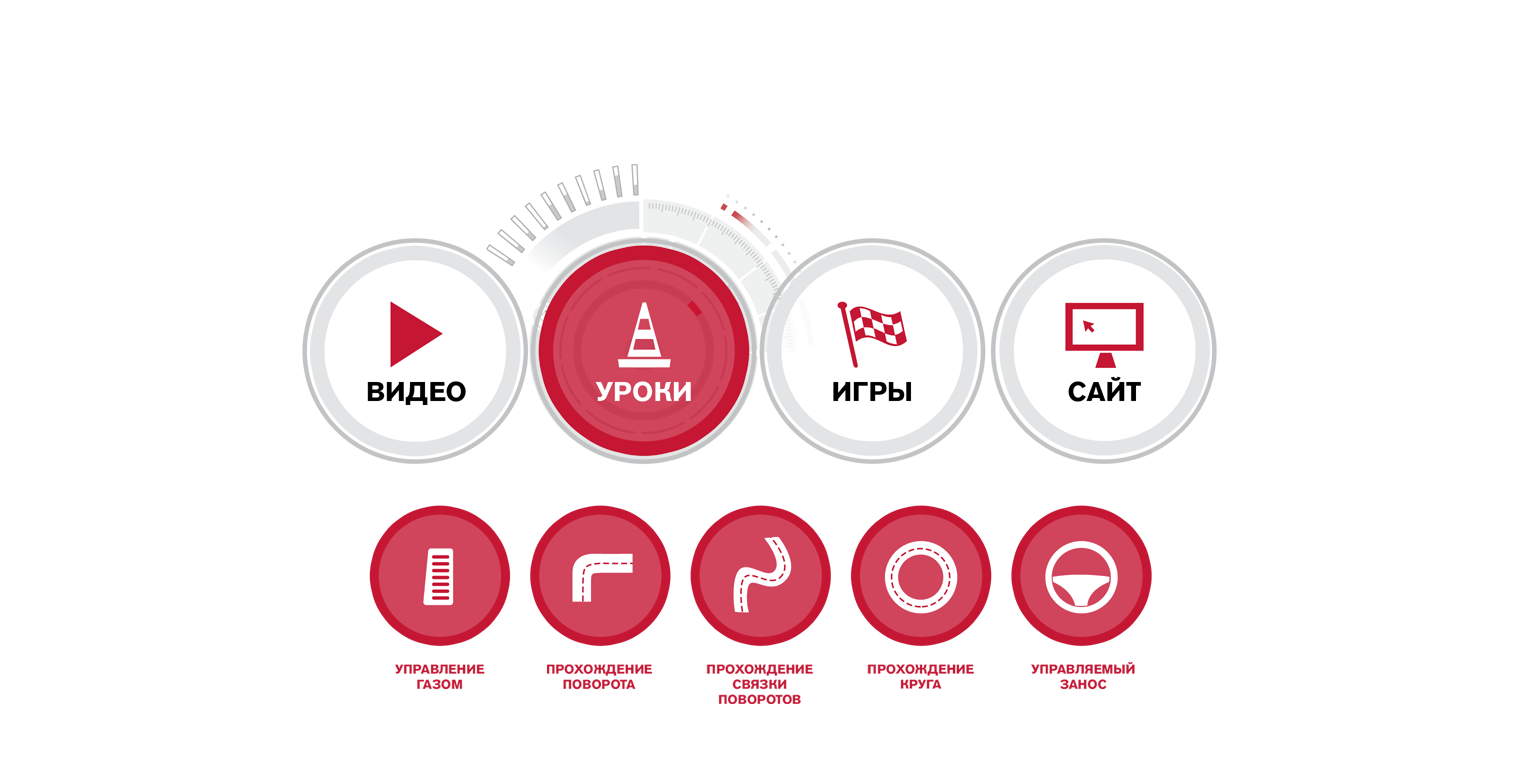 ВИДЕО
УРОКИ
ИГРЫ
САЙТ
УПРАВЛЕНИЕ
ГАЗОМ
ПРОХОЖДЕНИЕ
ПОВОРОТА
ПРОХОЖДЕНИЕ
СВЯЗКИ
ПОВОРОТОВ
ПРОХОЖДЕНИЕ
КРУГА
УПРАВЛЯЕМЫЙ
ЗАНОС